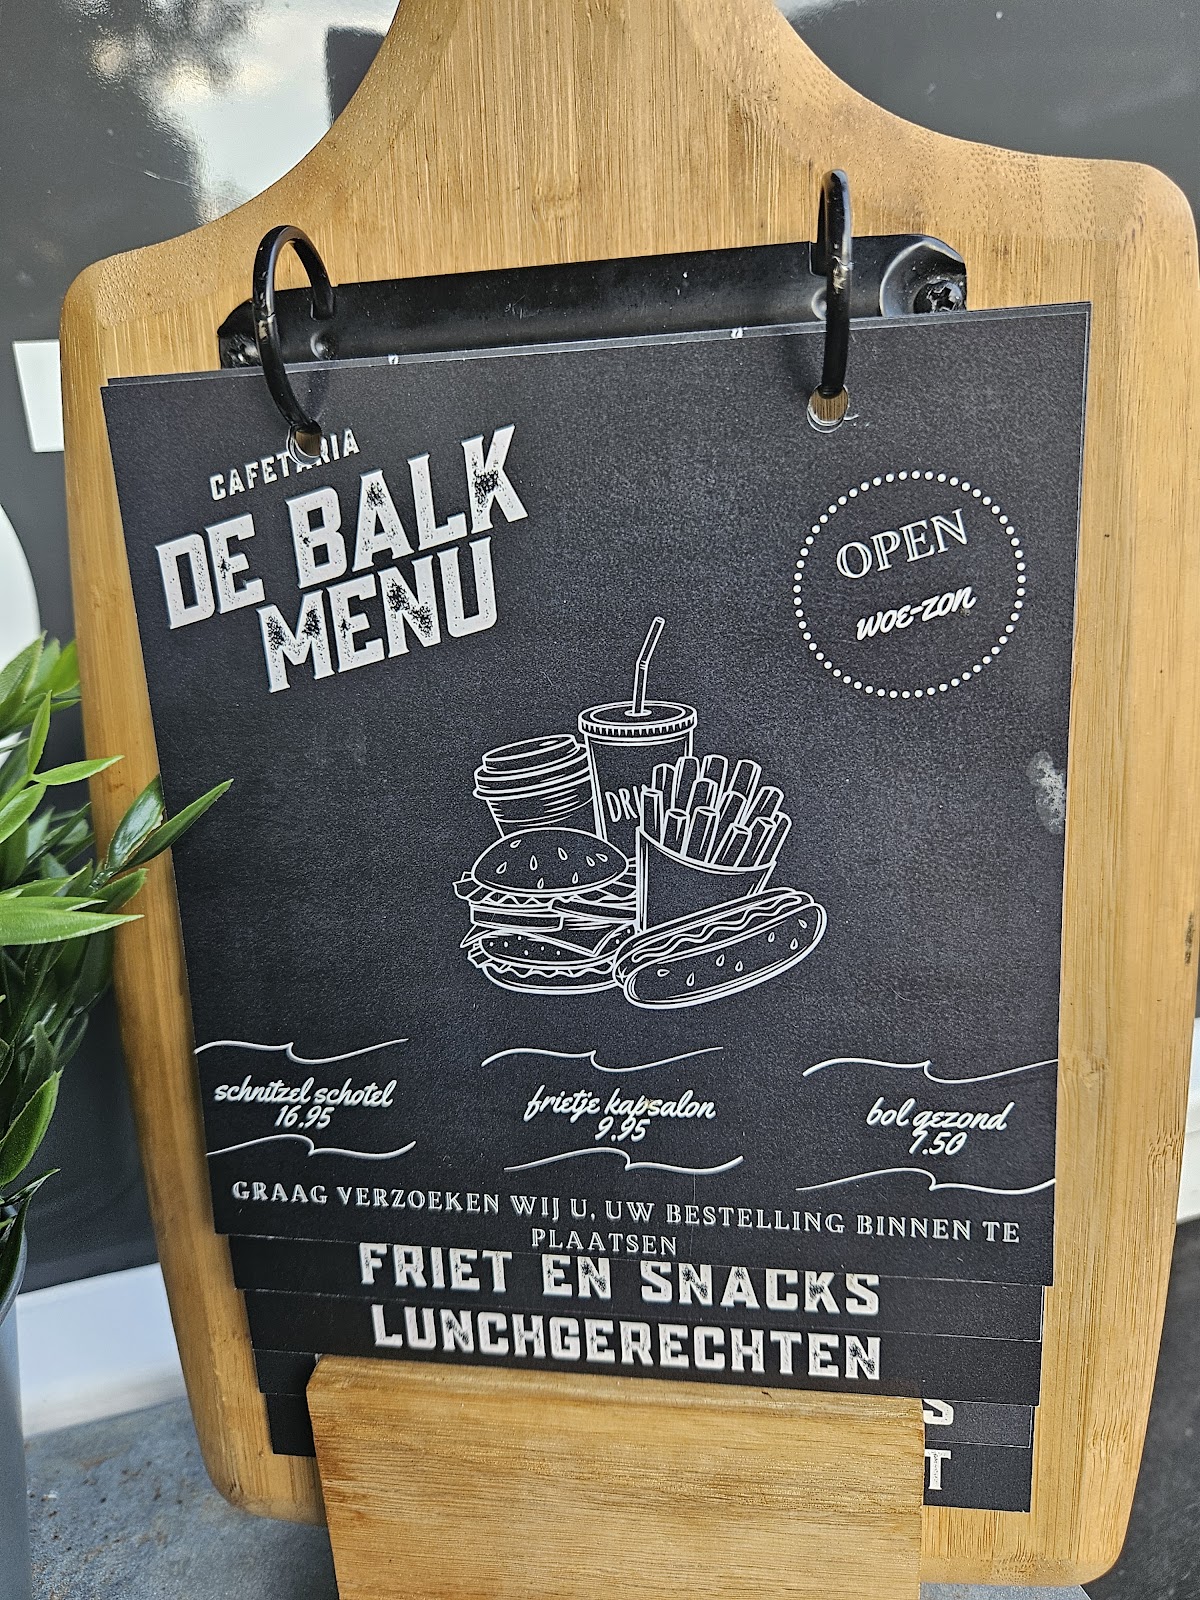 CAFETARIA
DE BALK
MENU
OPEN
woe-zon
schnitzel schotel
16.95
frietje kapsalon
9.95
bol gezond
7.50
GRAAG VERZOEKEN WIJ U, UW BESTELLING BINNEN TE
PLAATSEN
FRIET EN SNACKS
LUNCHGERECHTEN